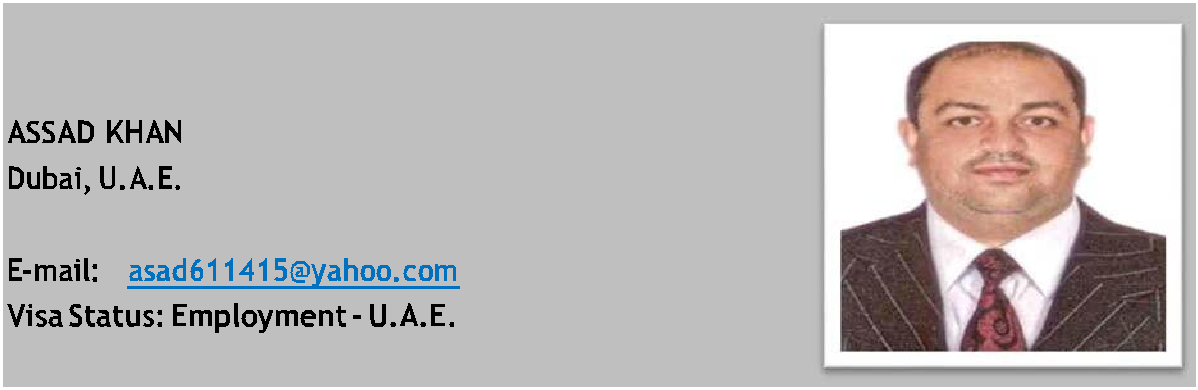 ASSAD KHAN
Dubai, U.A.E.
E-mail: asad611415@yahoo.com
Visa Status: Employment - U.A.E.